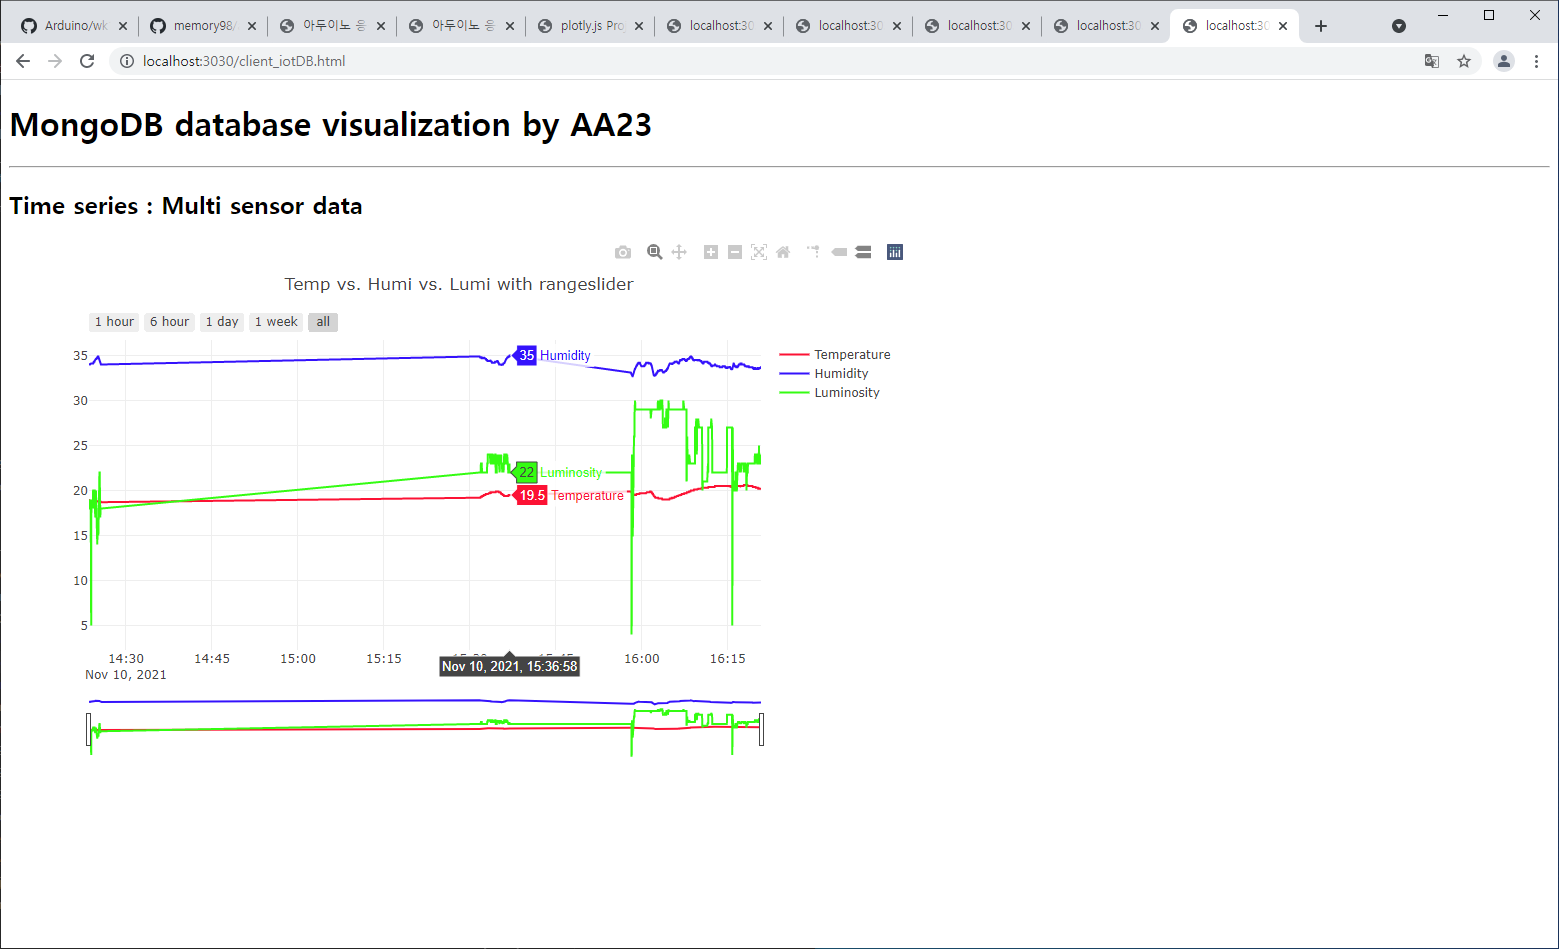 Arduino/wk
memory98/
아두이노 응
아두이노 응
plotly.js Pro
localhost:30
localhost:30
localhost:30
localhost:30
localhost:30
localhost:3030/client_iotDB.html
MongoDB database visualization by AA23
Time series : Multi sensor data
Temp vs. Humi vs. Lumi with rangeslider
1 hour 6 hour 1 day 1 week all
35
30
25
20
15
10
5
35 Humidity
22 Luminosity
19.5 Temperature
Temperature
Humidity
Luminosity
14:30 14:45 15:00 15:15 16:00 16:15
Nov 10, 2021
Nov 10, 2021, 15:36:58